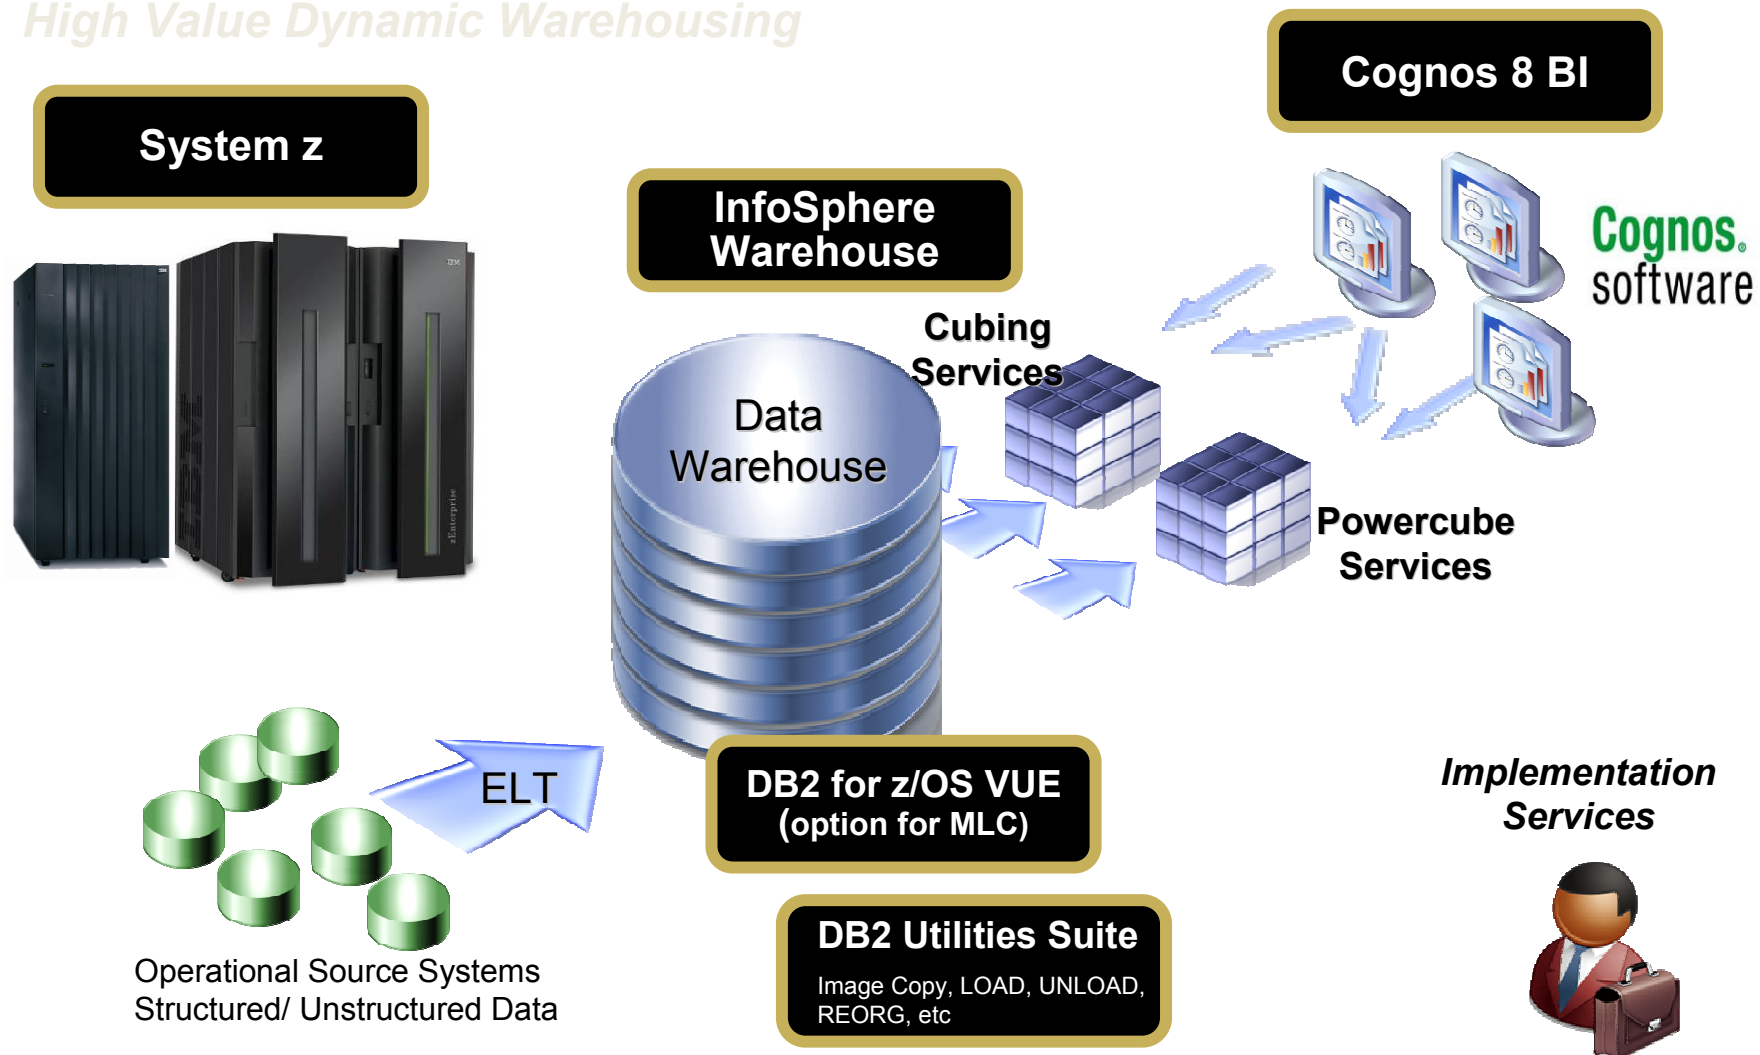 High Value Dynamic Warehousing
Cognos 8 BI
System z
InfoSphere
Warehouse
Cognos.
software
Cubing
Services
Data
Warehouse
IBM
zEnterprise
Powercube
Services
ELT
DB2 for z/OS VUE
(option for MLC)
Implementation
Services
DB2 Utilities Suite
Image Copy, LOAD, UNLOAD,
REORG, etc
Operational Source Systems
Structured/ Unstructured Data